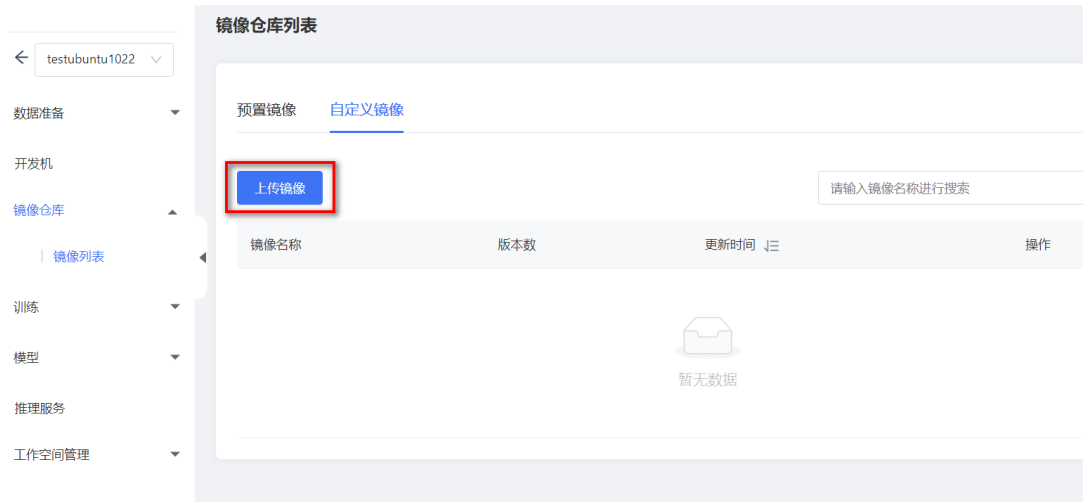 镜像仓库列表
testubuntu1022
数据准备
开发机
镜像仓库
镜像列表
训练
模型
推理服务
工作空间管理
预置镜像 自定义镜像
上传镜像
请输入镜像名称进行搜索
镜像名称 版本数 更新时间 操作
暂无数据